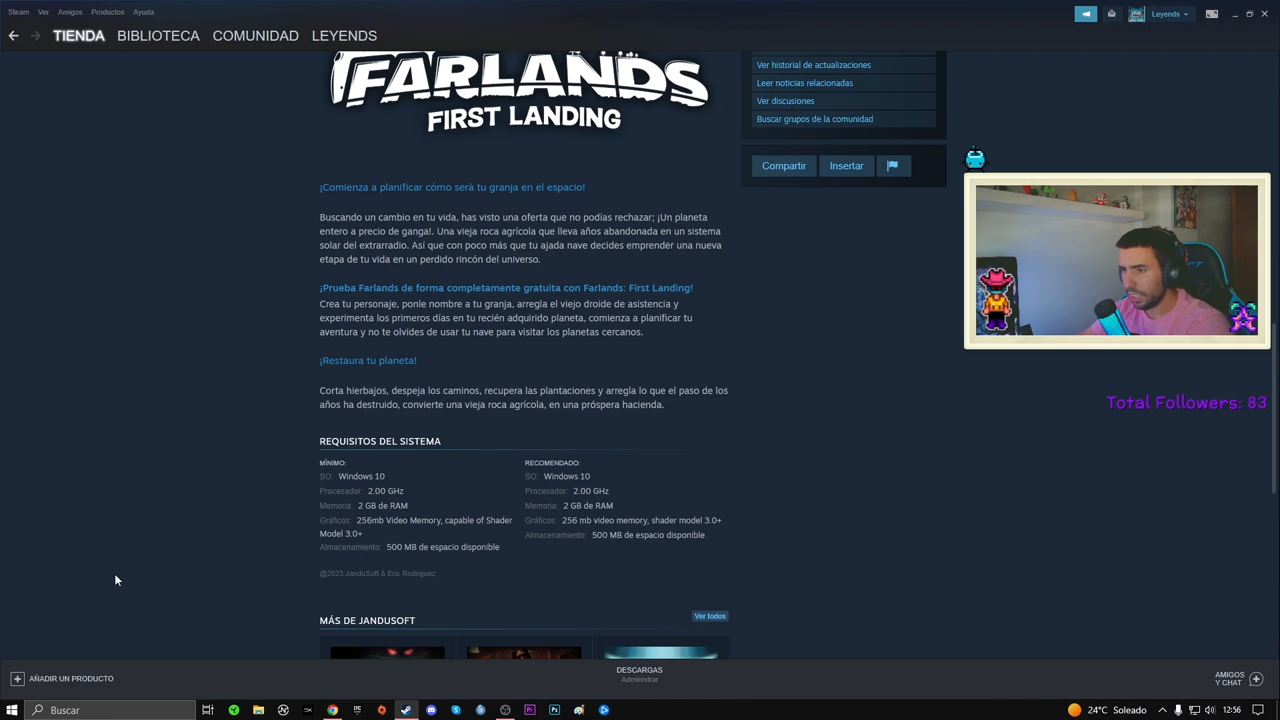 Steam Ver Amigos Productos Ayuda
Leyends
TIENDA BIBLIOTECA COMUNIDAD LEYENDS
FARLANDS
FIRST LANDING
Ver historial de actualizaciones
Leer noticias relacionadas
Ver discusiones
Buscar grupos de la comunidad
Compartir Insertar
¡Comienza a planificar cómo será tu granja en el espacio!
Buscando un cambio en tu vida, has visto una oferta que no podías rechazar; ¡Un planeta
entero a precio de ganga!. Una vieja roca agrícola que lleva años abandonada en un sistema
solar del extrarradio. Así que con poco más que tu ajada nave decides emprender una nueva
etapa de tu vida en un perdido rincón del universo.
¡Prueba Farlands de forma completamente gratuita con Farlands: First Landing!
Crea tu personaje, ponle nombre a tu granja, arregla el viejo droide de asistencia y
experimenta los primeros días en tu recién adquirido planeta, comienza a planificar tu
aventura y no te olvides de usar tu nave para visitar los planetas cercanos.
¡Restaura tu planeta!
Corta hierbajos, despeja los caminos, recupera las plantaciones y arregla lo que el paso de los
años ha destruido, convierte una vieja roca agrícola, en una próspera hacienda.
Total Followers: 83
REQUISITOS DEL SISTEMA
MÍNIMO:
SO: Windows 10
Procesador: 2.00 GHz
Memoria: 2 GB de RAM
Gráficos: 256mb Video Memory, capable of Shader
Model 3.0+
Almacenamiento: 500 MB de espacio disponible
RECOMENDADO:
SO: Windows 10
Procesador: 2.00 GHz
Memoria: 2 GB de RAM
Gráficos: 256 mb video memory, shader model 3.0+
Almacenamiento: 500 MB de espacio disponible
@2023 JanduSoft & Eric Rodriguez
MÁS DE JANDUSOFT
Ver todos
AÑADIR UN PRODUCTO
DESCARGAS
Administrar
AMIGOS
Y CHAT
Buscar
24°C Soleado
12:56